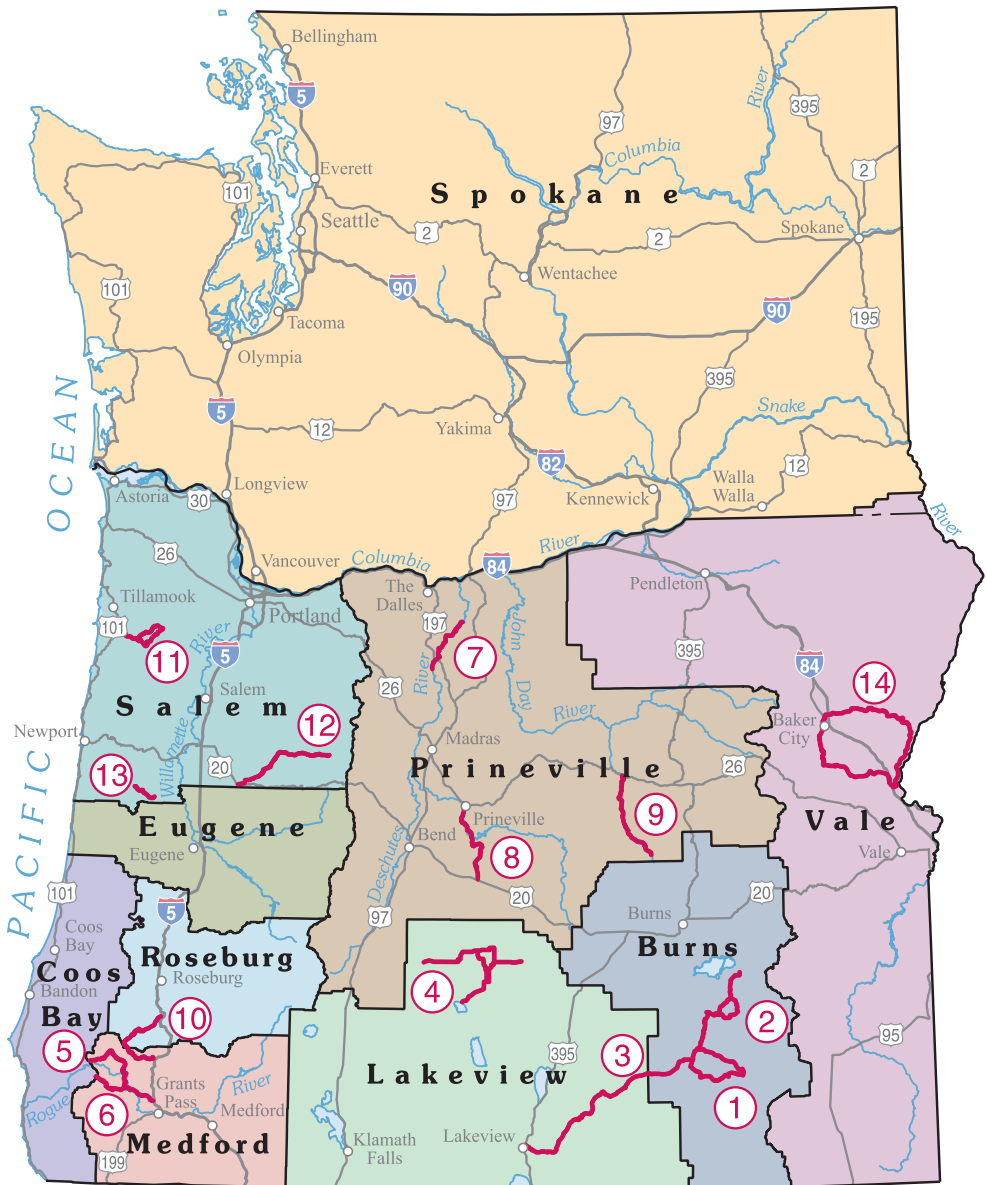 Bellingham
5
River
395
97
Columbia
2
Everett
101
Spokane
Seattle
2
2
Spokane
Wentachee
101
90
90
195
Tacoma
Olympia
395
OCEAN
5
Snake
12
Yakima
82
12
Walla
Walla
Longview
Astoria
30
97
Kennewick
River
Vancouver
Columbia
River
84
26
The
Dalles
Pendleton
Tillamook
Portland
101
River
197
John
5
11
7
395
84
River
Day
14
26
Salem
Salem
12
River
Baker
City
Newport
Willamette
Madras
13
20
Prineville
26
Prineville
9
Vale
Eugene
Bend
Eugene
8
Vale
Deschutes
PACIFIC
101
20
20
5
97
Burns
Coos
Bay
Roseburg
Burns
Coos
Roseburg
Bandon
4
Bay
10
2
95
5
3
395
Lakeview
Grants
Pass
River
1
Rogue
6
Medford
Medford
Klamath
Falls
Lakeview
199